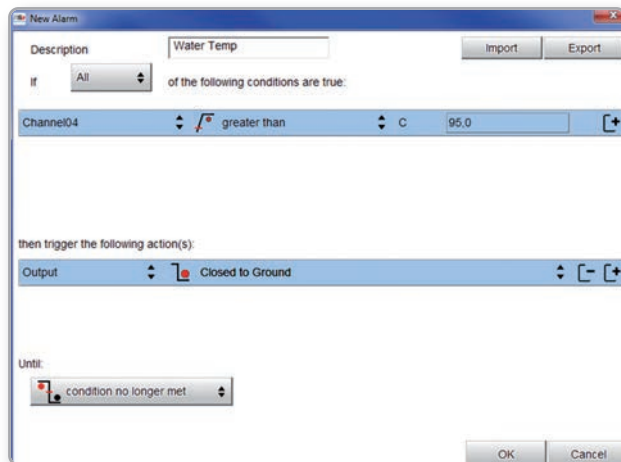 New Alarm
Description Water Temp Import Export
If All of the following conditions are true:
Channel04 greater than C 95,0
then trigger the following action(s):
Output Closed to Ground
Until:
condition no longer met
OK Cancel